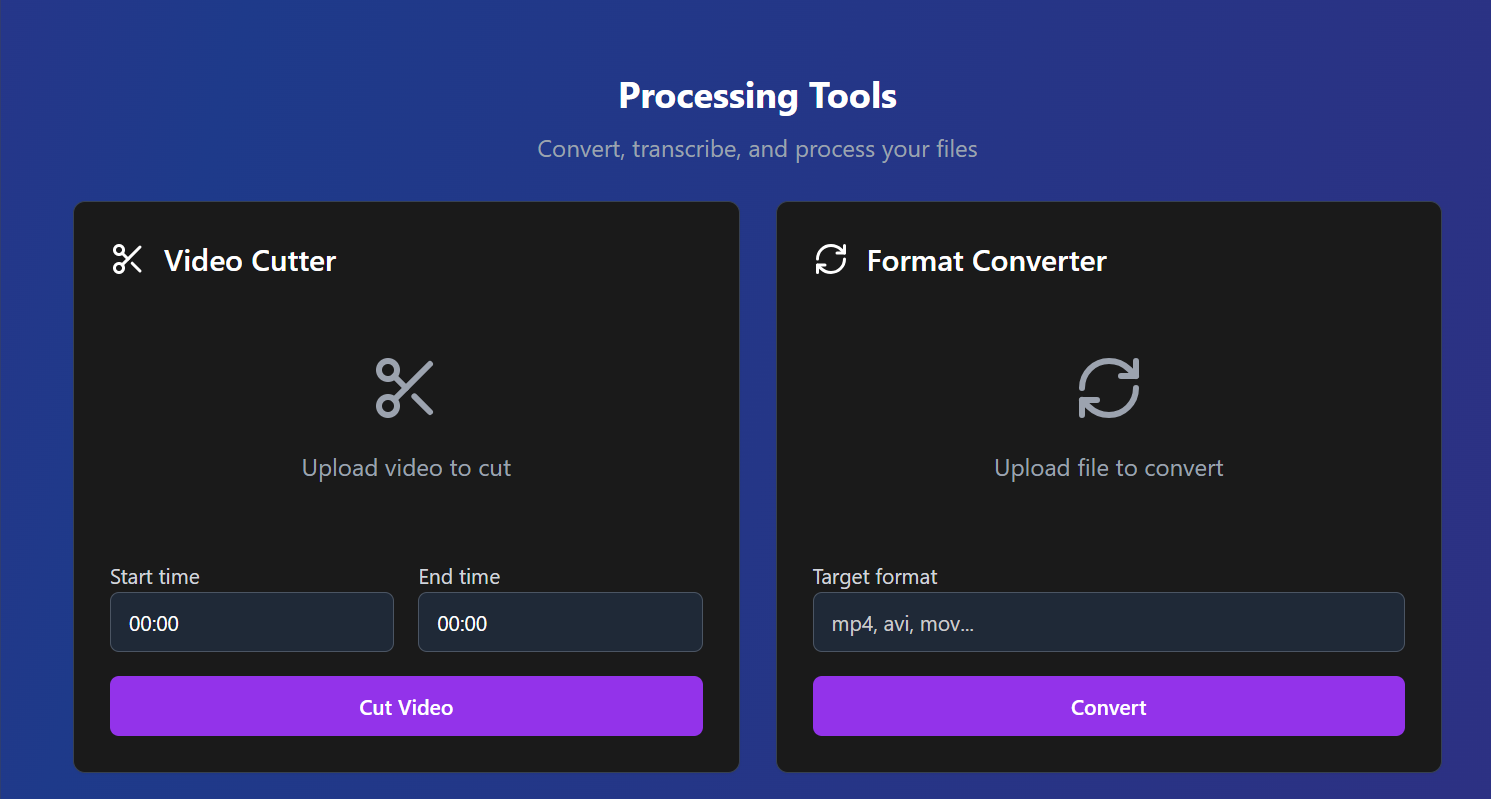 Processing Tools
Convert, transcribe, and process your files
Video Cutter
Upload video to cut
Start time
00:00
End time
00:00
Cut Video
Format Converter
Upload file to convert
Target format
mp4, avi, mov...
Convert